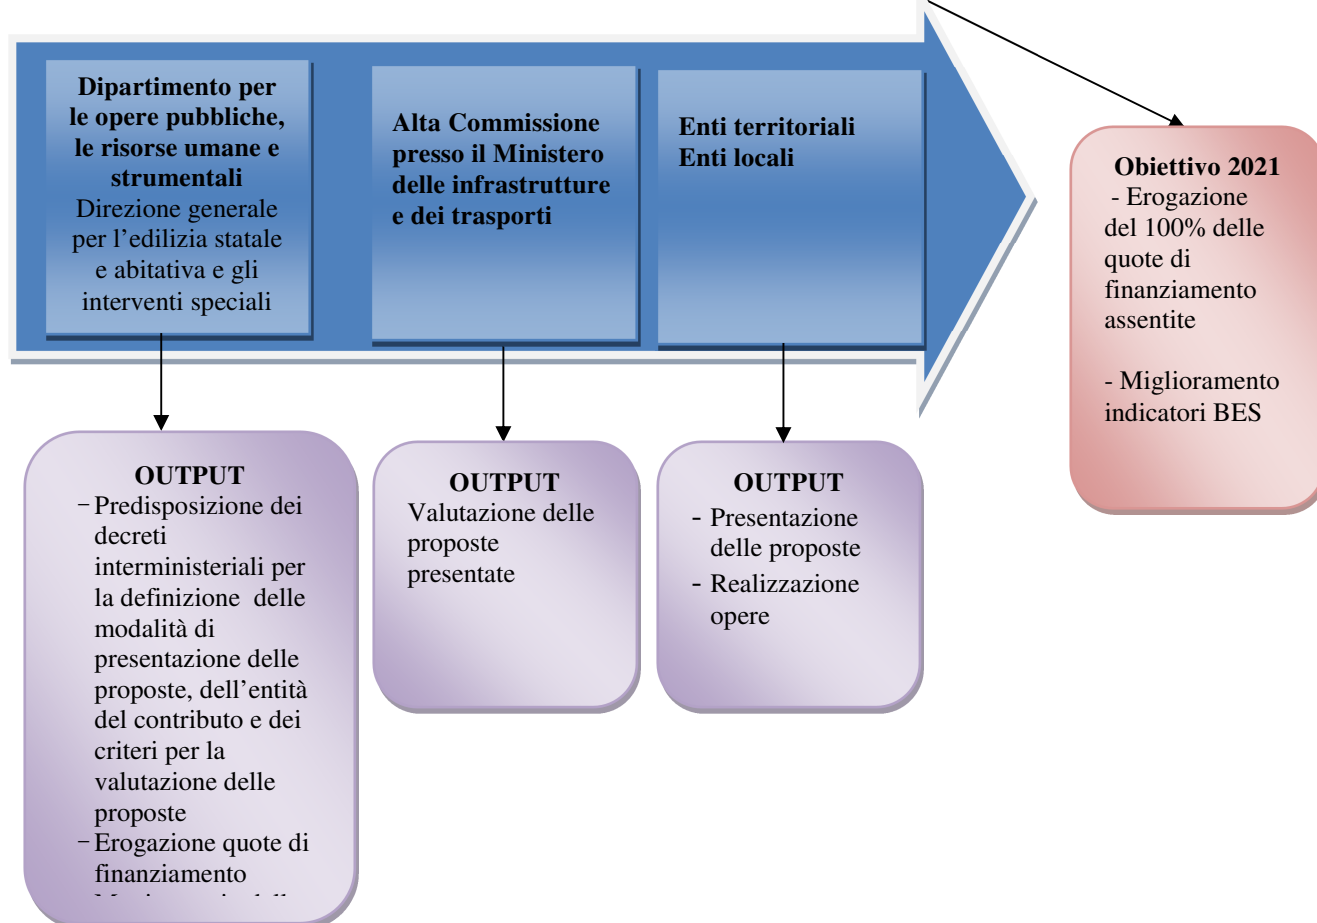 Dipartimento per
le opere pubbliche,
le risorse umane e
strumentali
Direzione generale
per l’edilizia statale
e abitativa e gli
interventi speciali
Alta Commissione
presso il Ministero
delle infrastrutture
e dei trasporti
Enti territoriali
Enti locali
Obiettivo 2021
- Erogazione
del 100% delle
quote di
finanziamento
assentite
- Miglioramento
indicatori BES
OUTPUT
- Predisposizione dei
decreti
interministeriali per
la definizione delle
modalità di
presentazione delle
proposte, dell’entità
del contributo e dei
criteri per la
valutazione delle
proposte
- Erogazione quote di
finanziamento
OUTPUT
Valutazione delle
proposte
presentate
OUTPUT
- Presentazione
delle proposte
- Realizzazione
opere